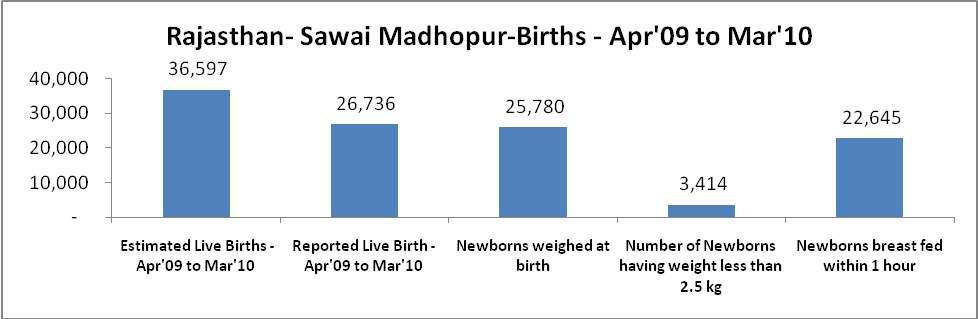 Rajasthan- Sawai Madhopur-Births - Apr'09 to Mar'10
36,597
26,736
25,780
3,414
22,645
40,000
30,000
20,000
10,000
-
Estimated Live Births -
Apr'09 to Mar'10
Reported Live Birth -
Apr'09 to Mar'10
Newborns weighed at
birth
Number of Newborns
having weight less than
2.5 kg
Newborns breast fed
within 1 hour